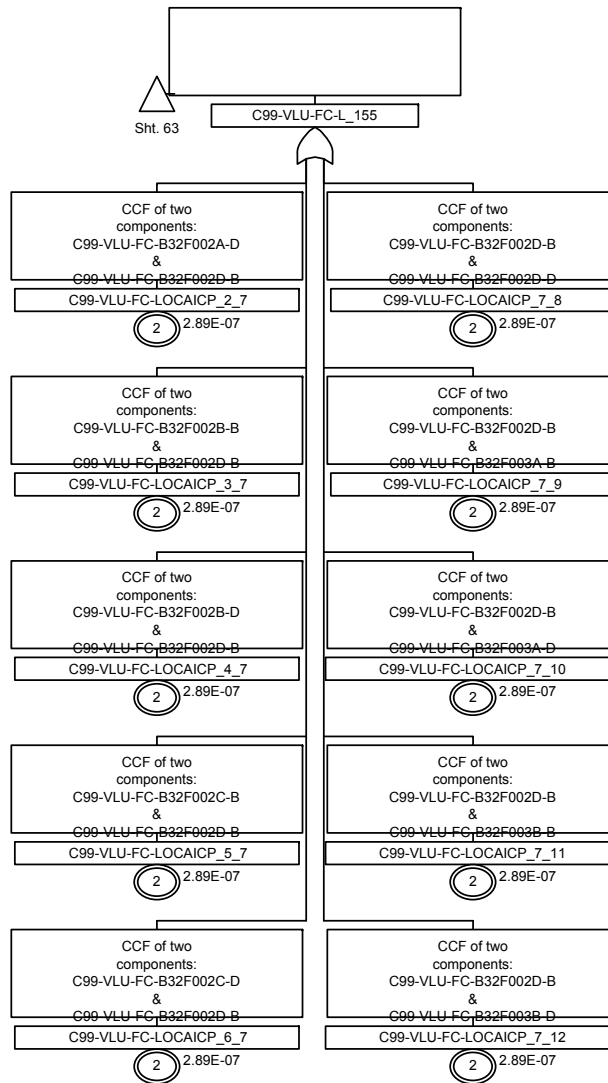 Sht. 63
C99-VLU-FC-L_155
CCF of two
components:
C99-VLU-FC-B32F002A-D
&
C99-VLU-FC-B32F002D-B
C99-VLU-FC-LOCAICP_2_7
2
2.89E-07
CCF of two
components:
C99-VLU-FC-B32F002D-B
&
C99-VLU-FC-B32F002D-D
C99-VLU-FC-LOCAICP_7_8
2
2.89E-07
CCF of two
components:
C99-VLU-FC-B32F002B-B
&
C99-VLU-FC-B32F002D-B
C99-VLU-FC-LOCAICP_3_7
2
2.89E-07
CCF of two
components:
C99-VLU-FC-B32F002D-B
&
C99-VLU-FC-B32F003A-B
C99-VLU-FC-LOCAICP_7_9
2
2.89E-07
CCF of two
components:
C99-VLU-FC-B32F002B-D
&
C99-VLU-FC-B32F002D-B
C99-VLU-FC-LOCAICP_4_7
2
2.89E-07
CCF of two
components:
C99-VLU-FC-B32F002D-B
&
C99-VLU-FC-B32F003A-D
C99-VLU-FC-LOCAICP_7_10
2
2.89E-07
CCF of two
components:
C99-VLU-FC-B32F002C-B
&
C99-VLU-FC-B32F002D-B
C99-VLU-FC-LOCAICP_5_7
2
2.89E-07
CCF of two
components:
C99-VLU-FC-B32F002D-B
&
C99-VLU-FC-B32F003B-B
C99-VLU-FC-LOCAICP_7_11
2
2.89E-07
CCF of two
components:
C99-VLU-FC-B32F002C-D
&
C99-VLU-FC-B32F002D-B
C99-VLU-FC-LOCAICP_6_7
2
2.89E-07
CCF of two
components:
C99-VLU-FC-B32F002D-B
&
C99-VLU-FC-B32F003B-D
C99-VLU-FC-LOCAICP_7_12
2
2.89E-07